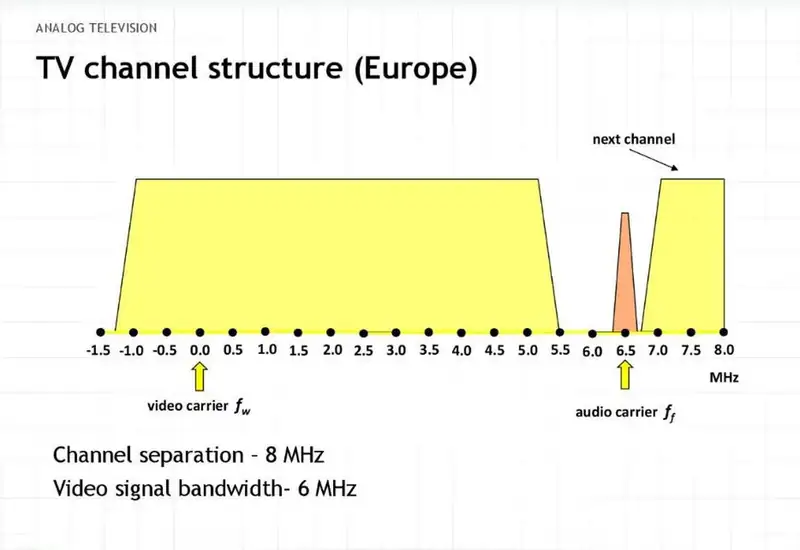 ANALOG TELEVISION
TV channel structure (Europe)
next channel
-1.5 -1.0 -0.5 0.0 0.5 1.0 1.5 2.0 2.5 3.0 3.5 4.0 4.5 5.0 5.5 6.0 6.5 7.0 7.5 8.0
MHz
video carrier fw
audio carrier ff
Channel separation - 8 MHz
Video signal bandwidth- 6 MHz